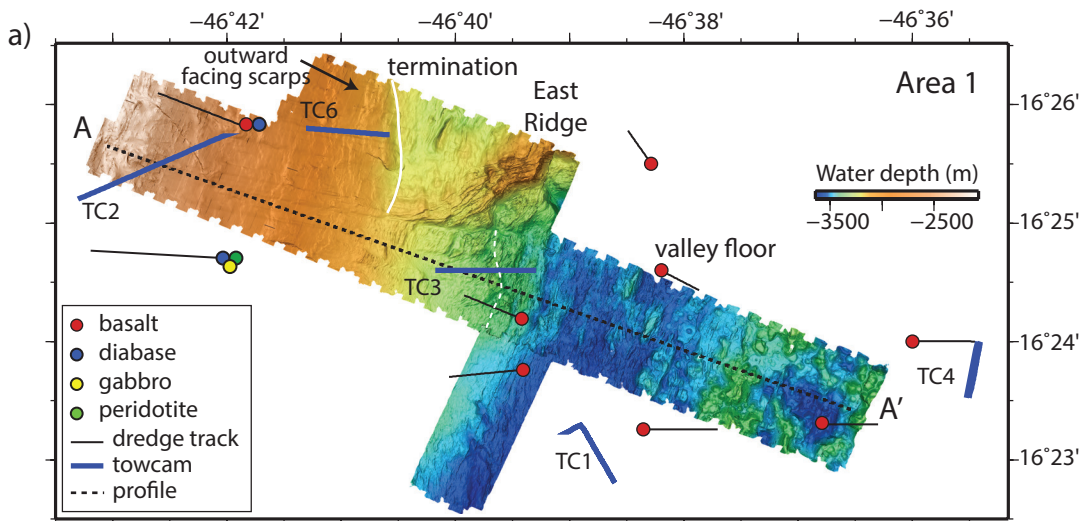 a)
−46°42'
−46°40'
−46°38'
−46°36'
outward
facing scarps
termination
East
Ridge
Area 1
TC6
A
16°26'
Water depth (m)
−3500
−2500
TC2
16°25'
valley floor
TC3
16°24'
TC4
A'
TC1
16°23'
basalt
diabase
gabbro
peridotite
dredge track
towcam
profile